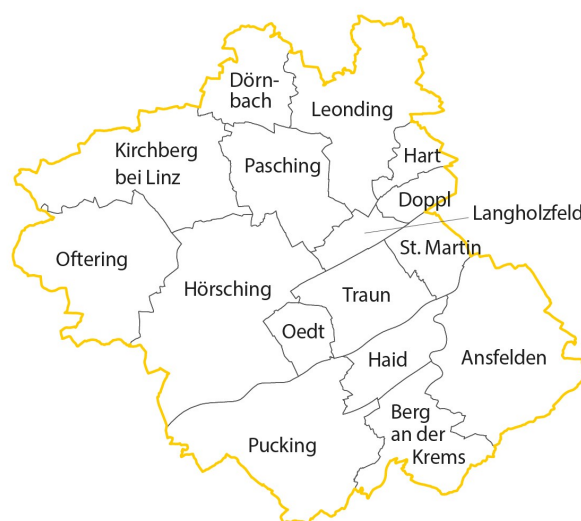 Dörn-
bach
Leonding
Kirchberg
bei Linz
Pasching
Hart
Doppl
Langholzfeld
St. Martin
Oftering
Hörsching
Traun
Oedt
Haid
Ansfelden
Berg
an der
Krems
Pucking